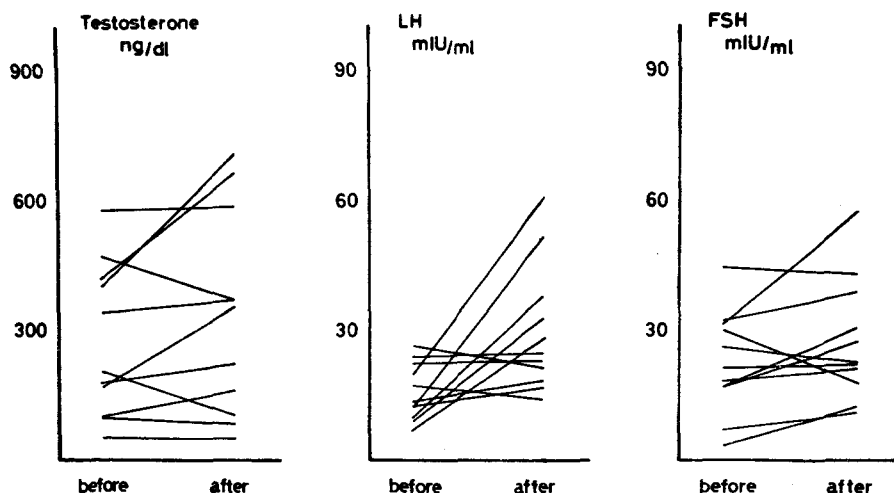 Testosterone
ng/dl
900
600
300
before after
LH
mIU/ml
90
60
30
before after
FSH
mIU/ml
90
60
30
before after